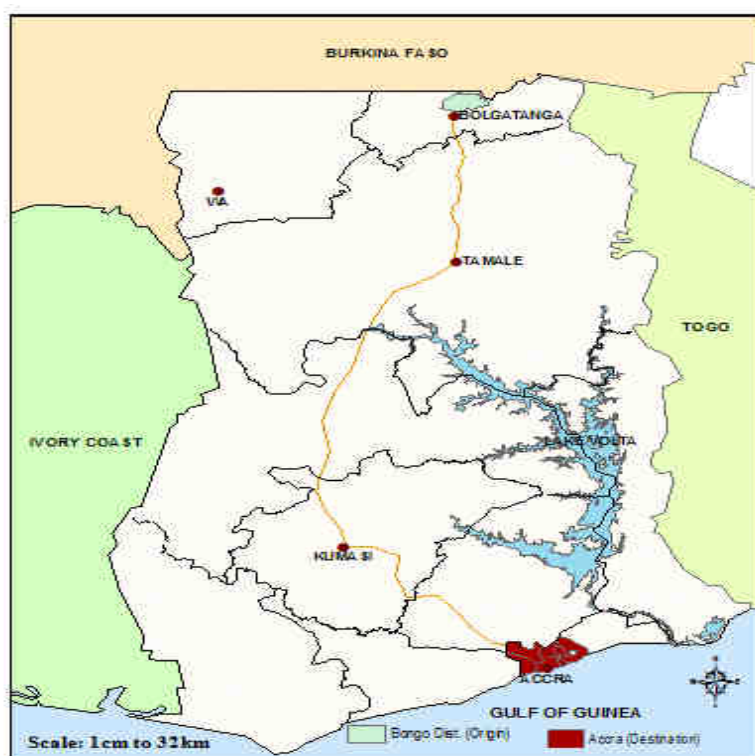 BURKINA FASO
BOLGATANGA
WA
TAMALE
TOGO
IVORY COAST
LAKE VOLTA
KUMASI
ACCRA
GULF OF GUINEA
Scale: 1cm to 32km
Bongo Dist. (Origin)
Accra (Destination)